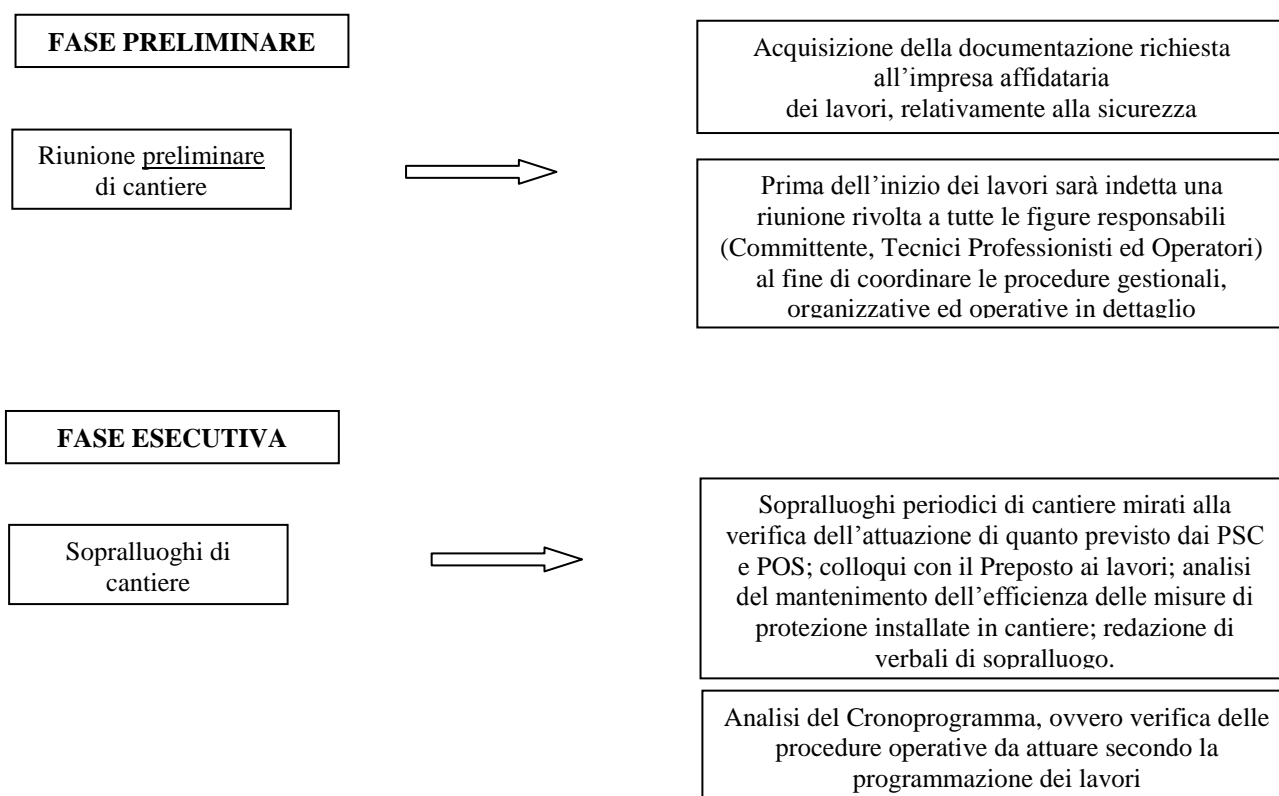 FASE PRELIMINARE
Riunione preliminare
di cantiere
Acquisizione della documentazione richiesta
all’impresa affidataria
dei lavori, relativamente alla sicurezza
Prima dell’inizio dei lavori sarà indetta una
riunione rivolta a tutte le figure responsabili
(Committente, Tecnici Professionisti ed Operatori)
al fine di coordinare le procedure gestionali,
organizzative ed operative in dettaglio
FASE ESECUTIVA
Sopralluoghi di
cantiere
Sopralluoghi periodici di cantiere mirati alla
verifica dell’attuazione di quanto previsto dai PSC
e POS; colloqui con il Preposto ai lavori; analisi
del mantenimento dell’efficienza delle misure di
protezione installate in cantiere; redazione di
verbali di sopralluogo.
Analisi del Cronoprogramma, ovvero verifica delle
procedure operative da attuare secondo la
programmazione dei lavori